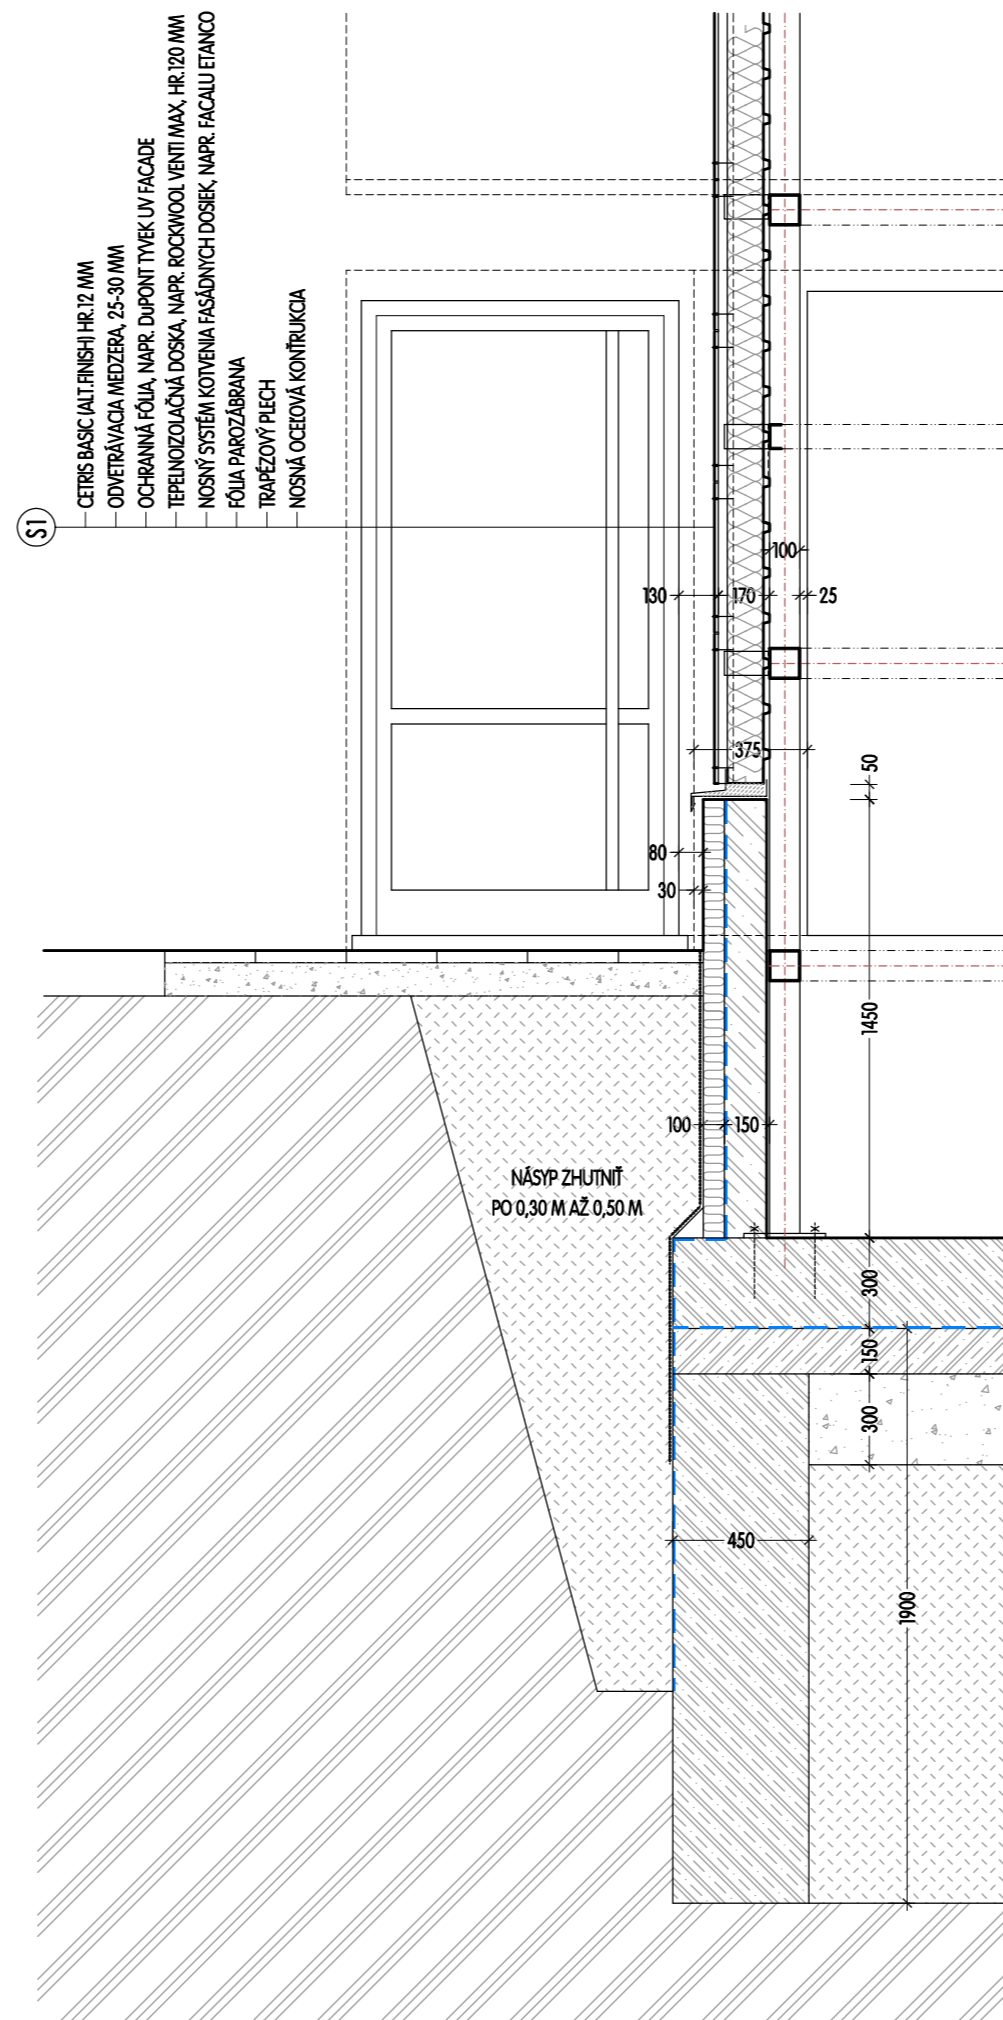 S1
CETRIS BASIC (ALT.FINISH) HR.12 MM
ODVETRÁVACIA MEDZERA, 25-30 MM
OCHRANNÁ FÓLIA, NAPR. DuPONT TYVEK UV FACADE
TEPELNOIZOLAČNÁ DOSKA, NAPR. ROCKWOOL VENTI MAX, HR.120 MM
NOSNÝ SYSTÉM KOTVENIA FASÁDNYCH DOSIEK, NAPR. FACALU ETANCO
FÓLIA PAROZÁBRANA
TRAPÉZOVÝ PLECH
NOSNÁ OCEĽOVÁ KONŤRUKCIA
100
130
170
25
375
50
80
30
1450
100
150
NÁSYP ZHUTNIŤ
PO 0,30 M AŽ 0,50 M
300
150
300
450
1900